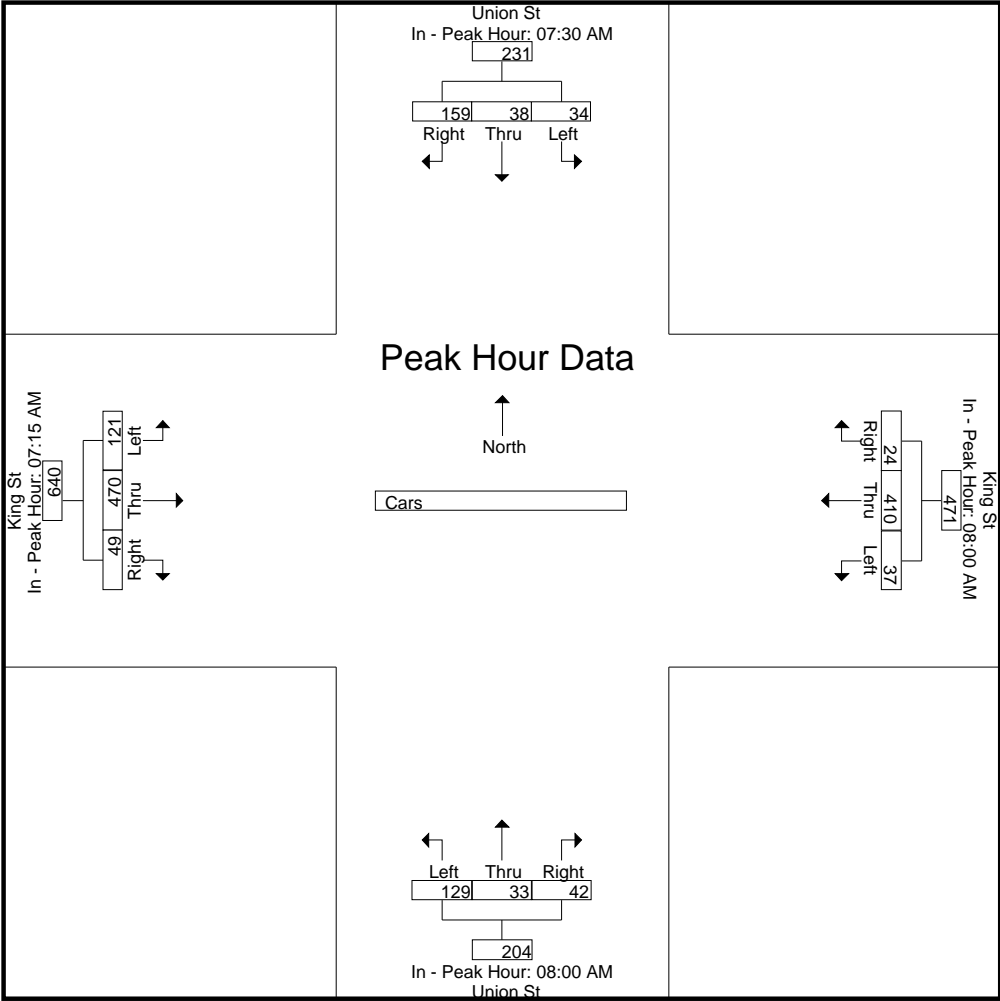 Union St
In - Peak Hour: 07:30 AM
231
159 38 34
Right Thru Left
Peak Hour Data
North
Cars
King St
In - Peak Hour: 07:15 AM
640
121 470 49
Left Thru Right
King St
In - Peak Hour: 08:00 AM
471
24 410 37
Right Thru Left
Left Thru Right
129 33 42
204
In - Peak Hour: 08:00 AM
Union St